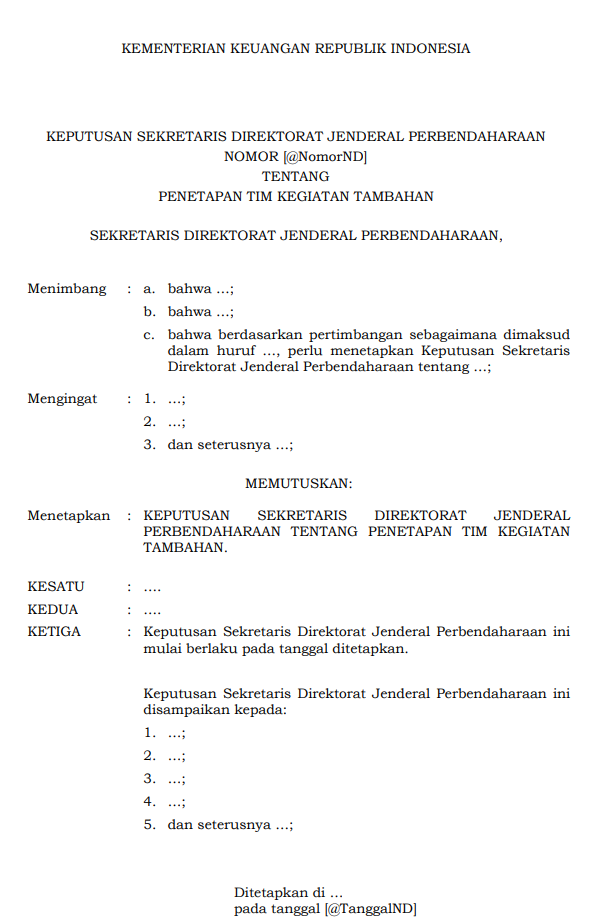 KEMENTERIAN KEUANGAN REPUBLIK INDONESIA
KEPUTUSAN SEKRETARIS DIREKTORAT JENDERAL PERBENDAHARAAN
NOMOR [@NomorND]
TENTANG
PENETAPAN TIM KEGIATAN TAMBAHAN
SEKRETARIS DIREKTORAT JENDERAL PERBENDAHARAAN,
Menimbang : a. bahwa ...;
b. bahwa ...;
c. bahwa berdasarkan pertimbangan sebagaimana dimaksud
dalam huruf ..., perlu menetapkan Keputusan Sekretaris
Direktorat Jenderal Perbendaharaan tentang ...;
Mengingat : 1. ...;
2. ...;
3. dan seterusnya ...;
MEMUTUSKAN:
Menetapkan : KEPUTUSAN SEKRETARIS DIREKTORAT JENDERAL
PERBENDAHARAAN TENTANG PENETAPAN TIM KEGIATAN
TAMBAHAN.
KESATU : ....
KEDUA : ....
KETIGA : Keputusan Sekretaris Direktorat Jenderal Perbendaharaan ini
mulai berlaku pada tanggal ditetapkan.
Keputusan Sekretaris Direktorat Jenderal Perbendaharaan ini
disampaikan kepada:
1. ...;
2. ...;
3. ...;
4. ...;
5. dan seterusnya ...;
Ditetapkan di ...
pada tanggal [@TanggalND]